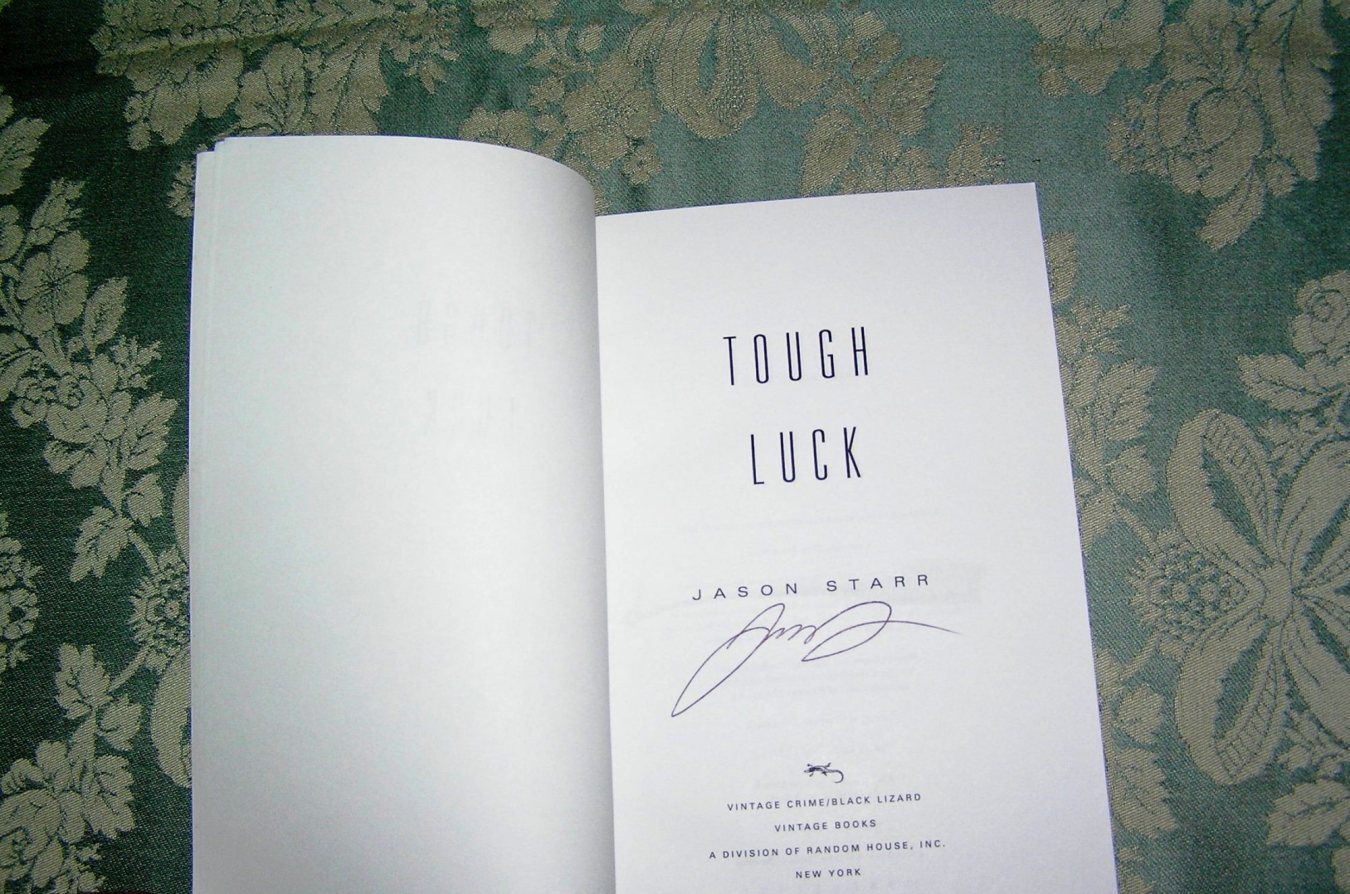 TOUGH
LUCK
JASON STARR
VINTAGE CRIME/BLACK LIZARD
VINTAGE BOOKS
A DIVISION OF RANDOM HOUSE, INC.
NEW YORK